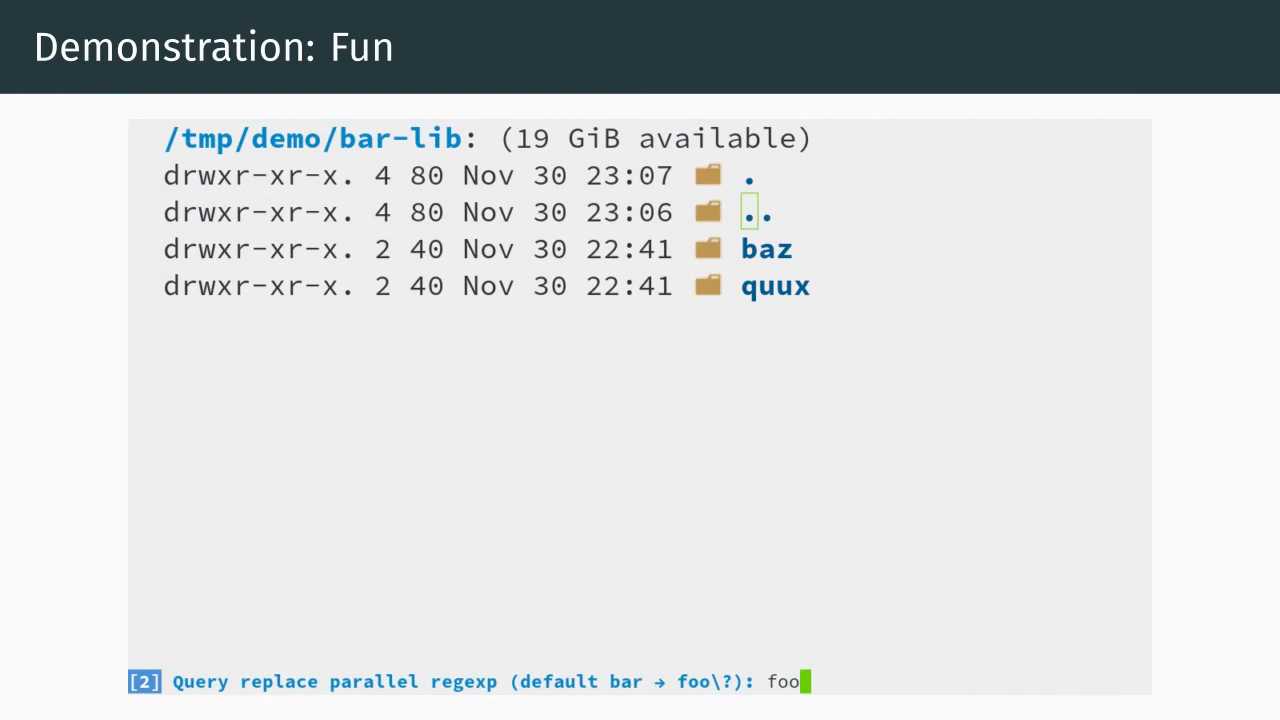 Demonstration: Fun
/tmp/demo/bar-lib: (19 GiB available)
drwxr-xr-x. 4 80 Nov 30 23:07 .
drwxr-xr-x. 4 80 Nov 30 23:06 ..
drwxr-xr-x. 2 40 Nov 30 22:41 baz
drwxr-xr-x. 2 40 Nov 30 22:41 quux
[2] Query replace parallel regexp (default bar → foo\?): foo